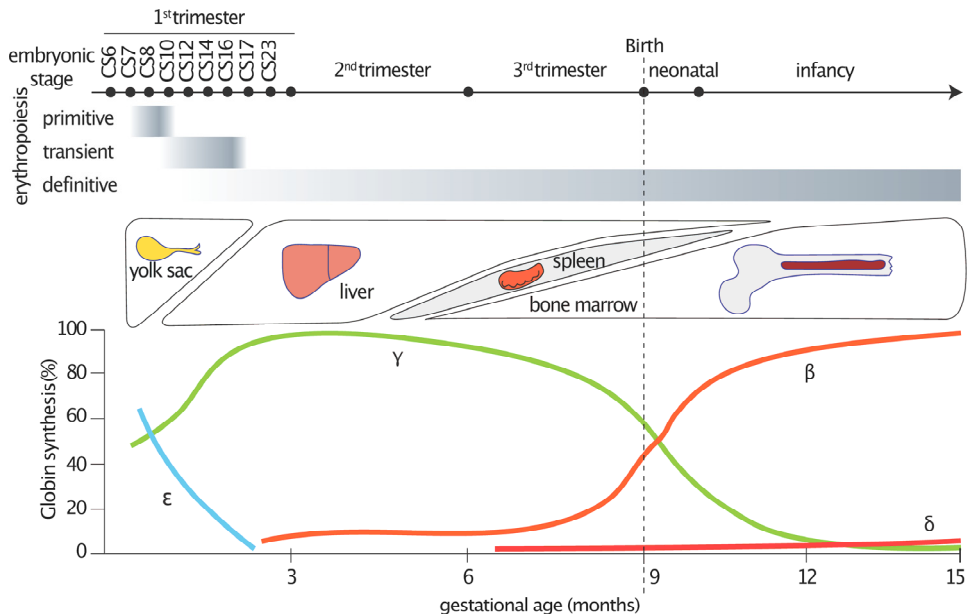 1st trimester
embryonic stage
CS6 CS7 CS8 CS10 CS12 CS14 CS16 CS17 CS23
2nd trimester
3rd trimester
Birth
neonatal
infancy
erythropoiesis
primitive
transient
definitive
yolk sac
liver
spleen
bone marrow
Globin synthesis(%)
100
80
60
40
20
0
γ
ε
β
δ
3 6 9 12 15
gestational age (months)